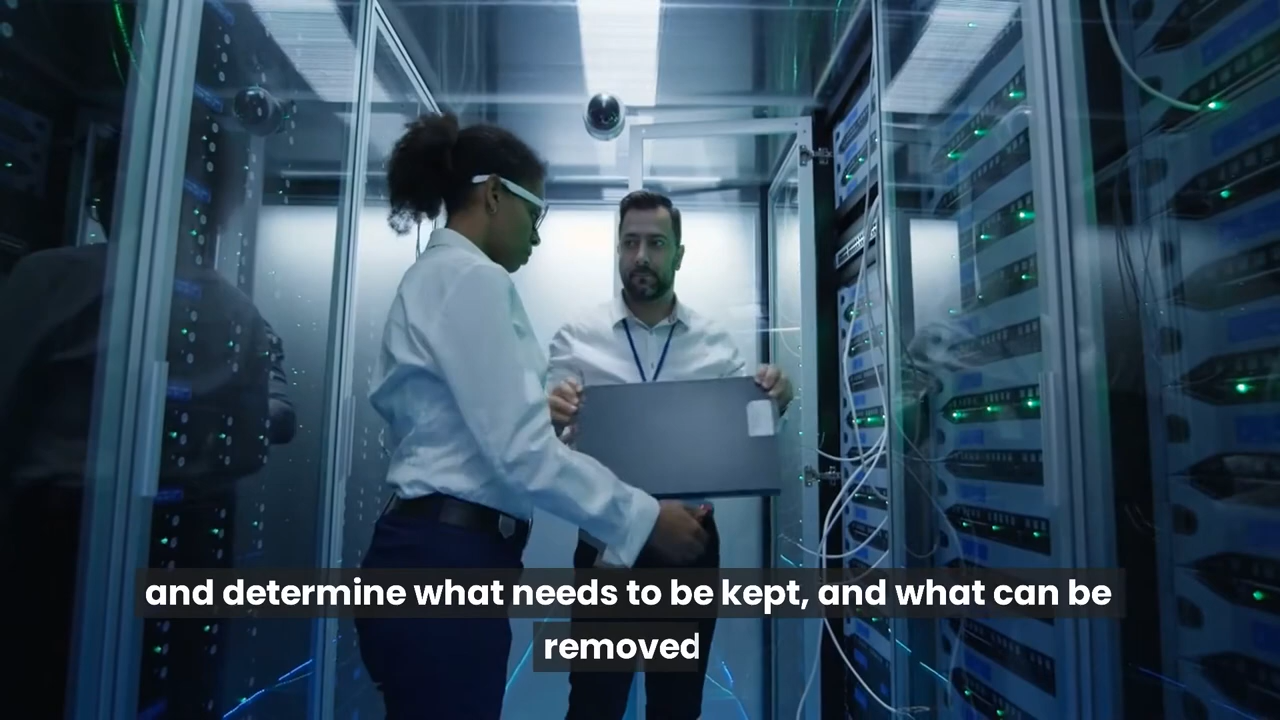 and determine what needs to be kept, and what can be
removed